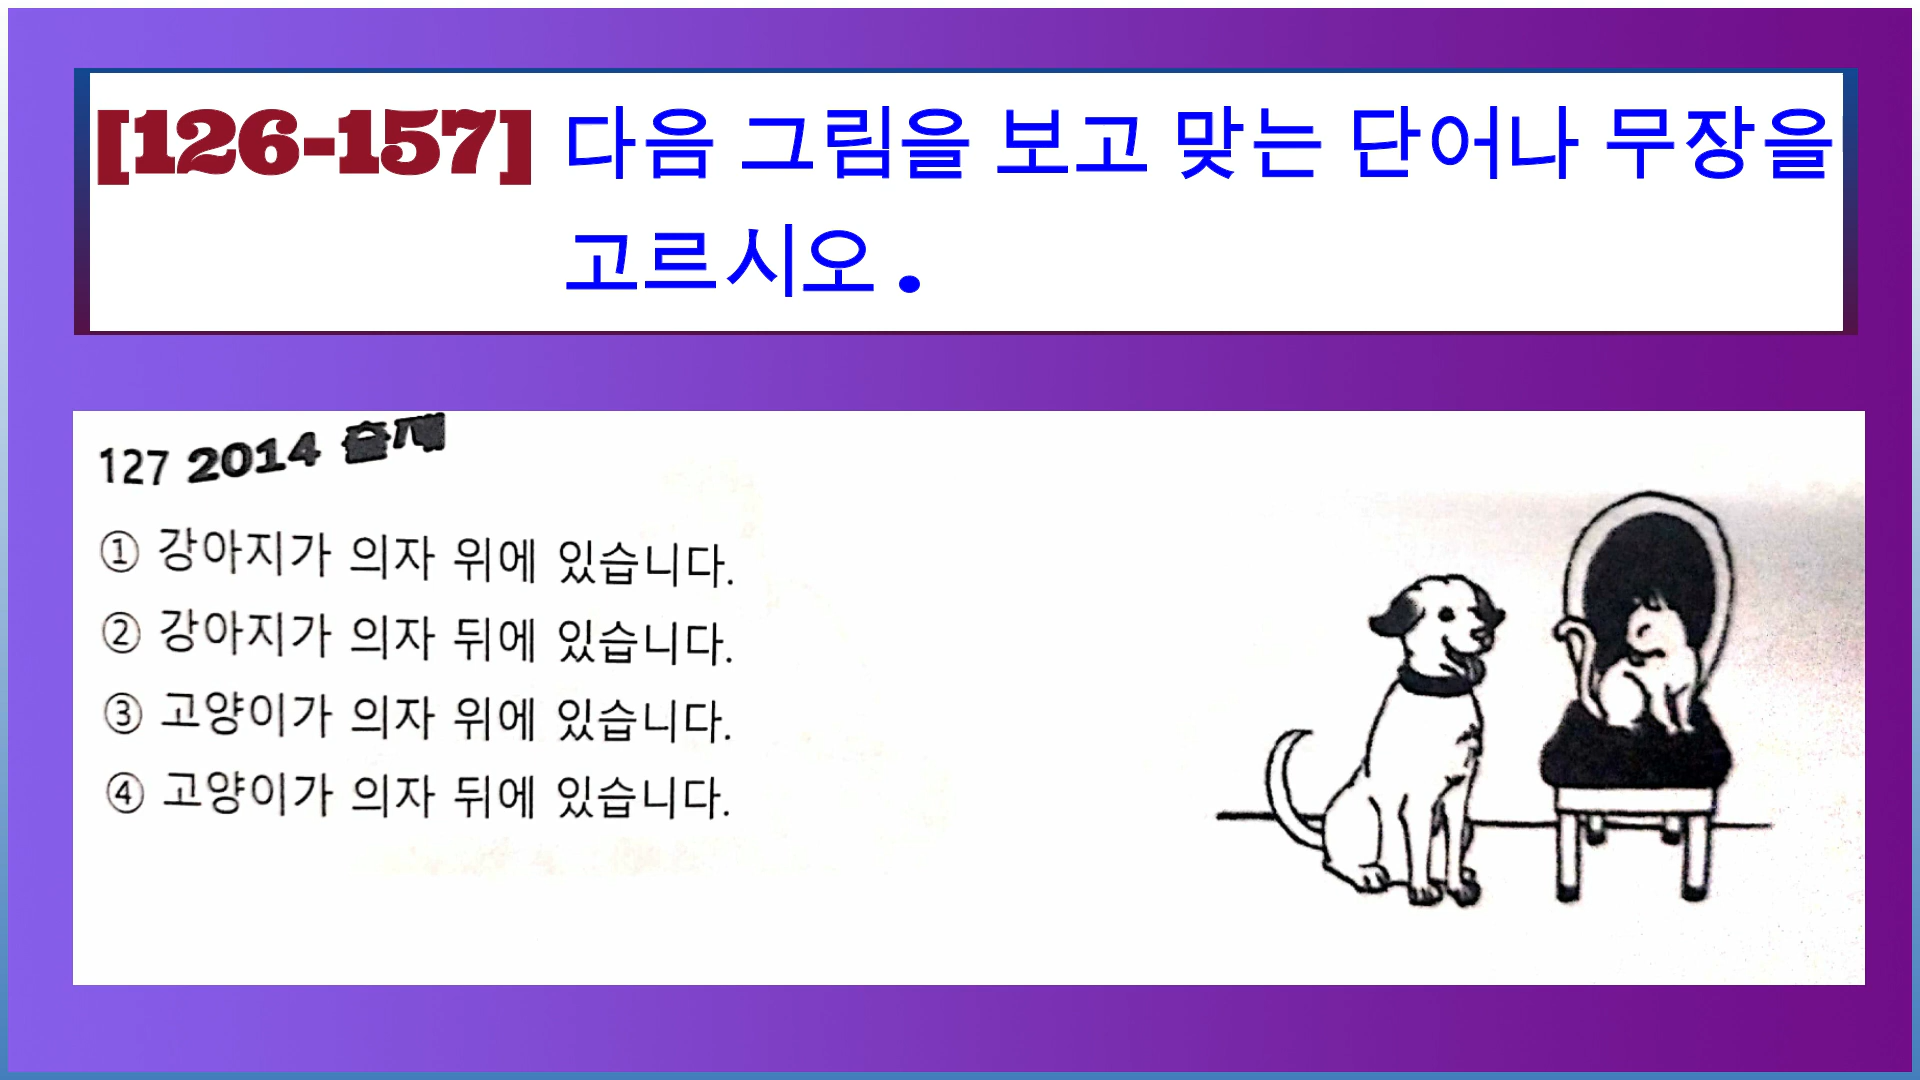 [126-157] 다음 그림을 보고 맞는 단어나 무장을
고르시오.
127 2014
① 강아지가 의자 위에 있습니다.
② 강아지가 의자 뒤에 있습니다.
③ 고양이가 의자 위에 있습니다.
④ 고양이가 의자 뒤에 있습니다.